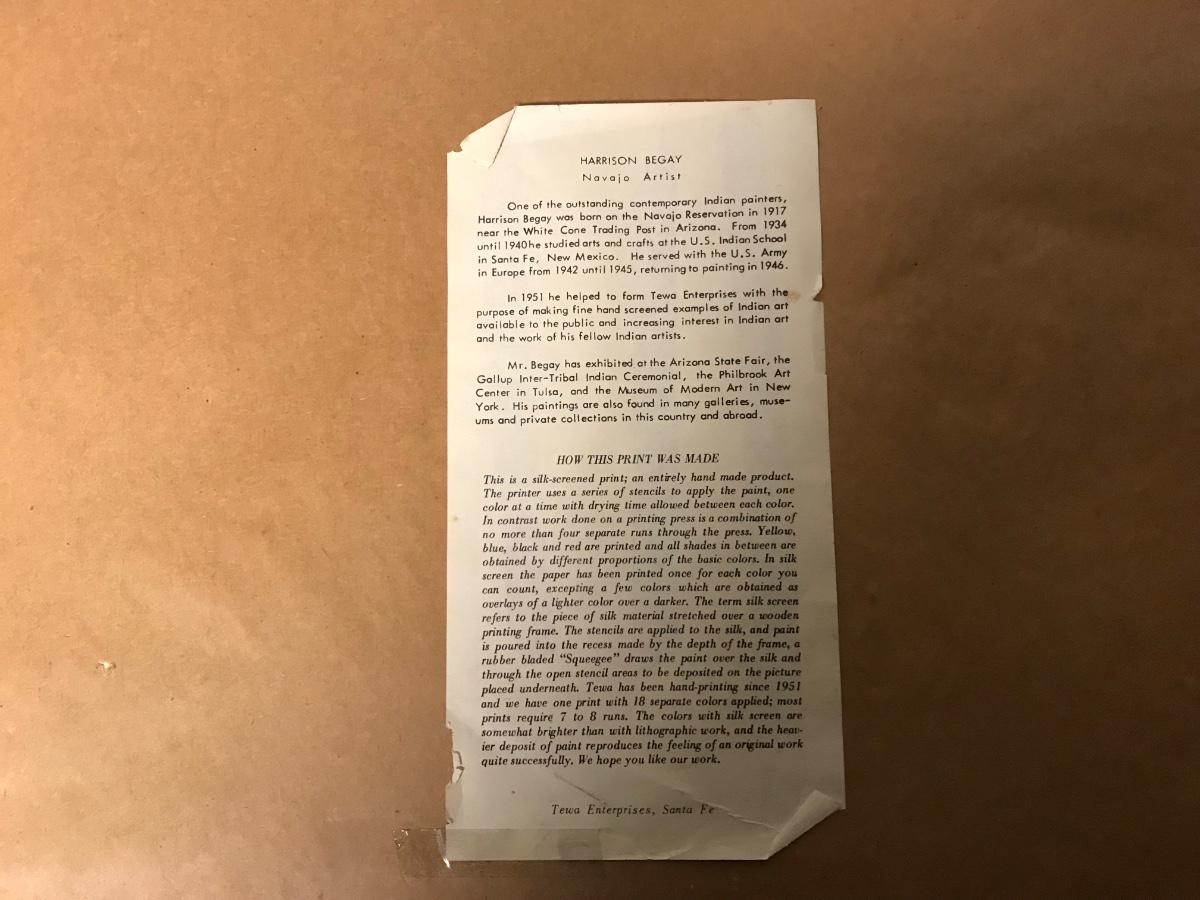 HARRISON BEGAY
Navajo Artist
One of the outstanding contemporary Indian painters,
Harrison Begay was born on the Navajo Reservation in 1917
near the White Cone Trading Post in Arizona. From 1934
until 1940 he studied arts and crafts at the U.S. Indian School
in Santa Fe, New Mexico. He served with the U.S. Army
in Europe from 1942 until 1945, returning to painting in 1946.
In 1951 he helped to form Tewa Enterprises with the
purpose of making fine hand screened examples of Indian art
available to the public and increasing interest in Indian art
and the work of his fellow Indian artists.
Mr. Begay has exhibited at the Arizona State Fair, the
Gallup Inter-Tribal Indian Ceremonial, the Philbrook Art
Center in Tulsa, and the Museum of Modern Art in New
York. His paintings are also found in many galleries, muse-
ums and private collections in this country and abroad.
HOW THIS PRINT WAS MADE
This is a silk-screened print; an entirely hand made product.
The printer uses a series of stencils to apply the paint, one
color at a time with drying time allowed between each color.
In contrast work done on a printing press is a combination of
no more than four separate runs through the press. Yellow,
blue, black and red are printed and all shades in between are
obtained by different proportions of the basic colors. In silk
screen the paper has been printed once for each color you
can count, excepting a few colors which are obtained as
overlays of a lighter color over a darker. The term silk screen
refers to the piece of silk material stretched over a wooden
printing frame. The stencils are applied to the silk, and paint
is poured into the recess made by the depth of the frame, a
rubber bladed "Squeegee" draws the paint over the silk and
through the open stencil areas to be deposited on the picture
placed underneath. Tewa has been hand-printing since 1951
and we have one print with 18 separate colors applied; most
prints require 7 to 8 runs. The colors with silk screen are
somewhat brighter than with lithographic work, and the heav-
ier deposit of paint reproduces the feeling of an original work
quite successfully. We hope you like our work.
Tewa Enterprises, Santa Fe